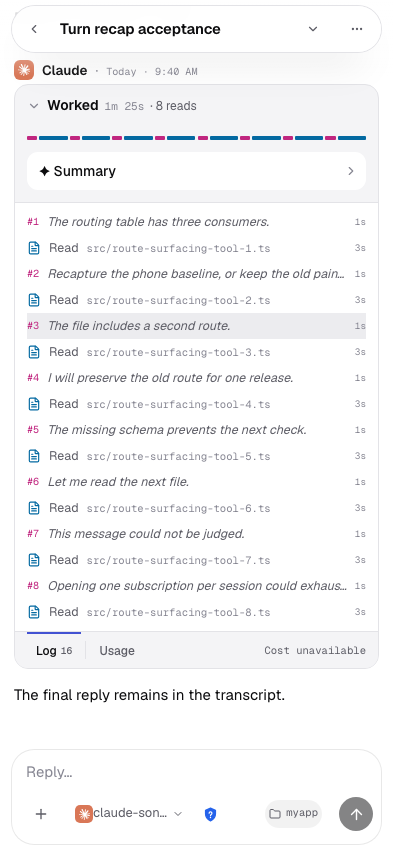 Turn recap acceptance
Claude · Today · 9:40 AM
Worked 1m 25s · 8 reads
Summary
#1 The routing table has three consumers. 1s
Read src/route-surfacing-tool-1.ts 3s
#2 Recapture the phone baseline, or keep the old pain... 1s
Read src/route-surfacing-tool-2.ts 3s
#3 The file includes a second route. 1s
Read src/route-surfacing-tool-3.ts 3s
#4 I will preserve the old route for one release. 1s
Read src/route-surfacing-tool-4.ts 3s
#5 The missing schema prevents the next check. 1s
Read src/route-surfacing-tool-5.ts 3s
#6 Let me read the next file. 1s
Read src/route-surfacing-tool-6.ts 3s
#7 This message could not be judged. 1s
Read src/route-surfacing-tool-7.ts 3s
#8 Opening one subscription per session could exhaus... 1s
Read src/route-surfacing-tool-8.ts 3s
Log 16 Usage Cost unavailable
The final reply remains in the transcript.
Reply...
claude-son... myapp